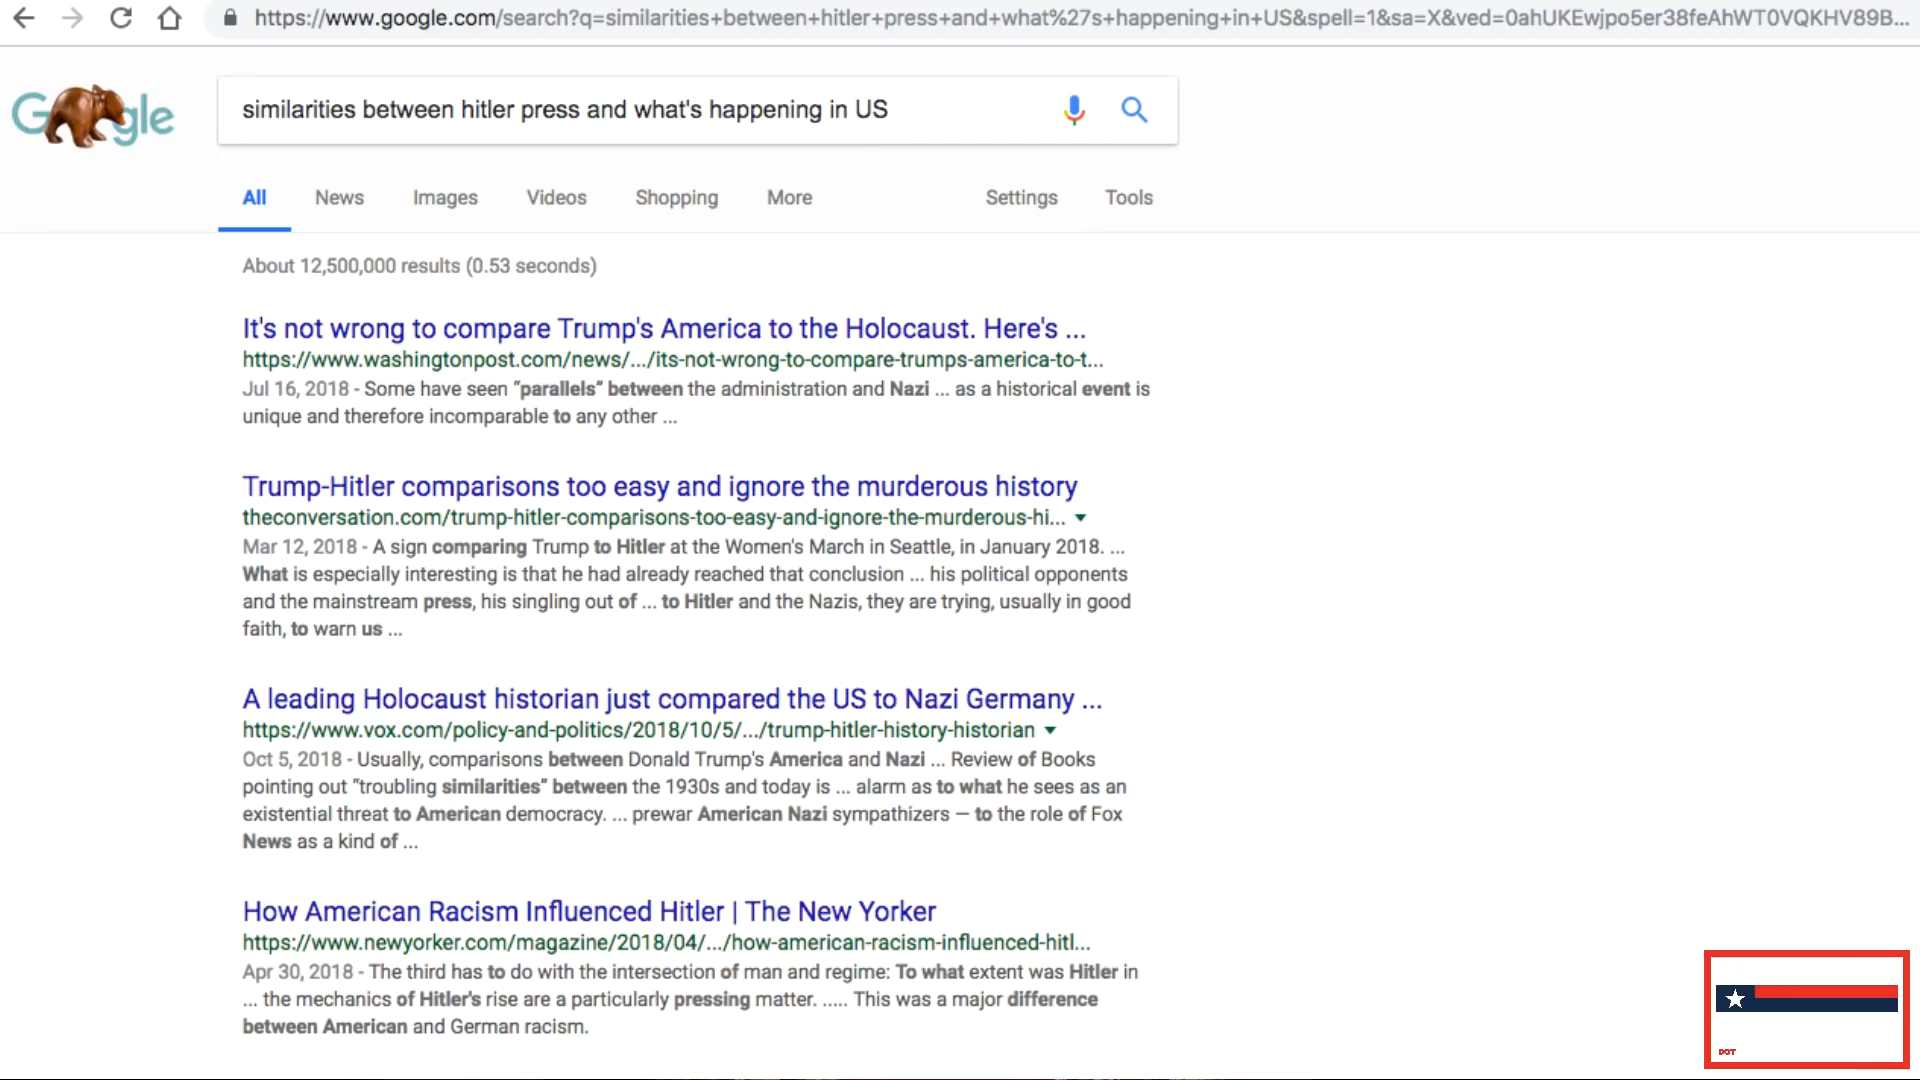 https://www.google.com/search?q=similarities+between+hitler+press+and+what%27s+happening+in+US&spell=1&sa=X&ved=0ahUKEwjpo5er38feAhWT0VQKHV89B...
Google
similarities between hitler press and what's happening in US
All News Images Videos Shopping More Settings Tools
About 12,500,000 results (0.53 seconds)
It's not wrong to compare Trump's America to the Holocaust. Here's ...
https://www.washingtonpost.com/news/.../its-not-wrong-to-compare-trumps-america-to-t...
Jul 16, 2018 - Some have seen “parallels” between the administration and Nazi ... as a historical event is
unique and therefore incomparable to any other ...
Trump-Hitler comparisons too easy and ignore the murderous history
theconversation.com/trump-hitler-comparisons-too-easy-and-ignore-the-murderous-hi...
Mar 12, 2018 - A sign comparing Trump to Hitler at the Women's March in Seattle, in January 2018. ...
What is especially interesting is that he had already reached that conclusion ... his political opponents
and the mainstream press, his singling out of ... to Hitler and the Nazis, they are trying, usually in good
faith, to warn us ...
A leading Holocaust historian just compared the US to Nazi Germany ...
https://www.vox.com/policy-and-politics/2018/10/5/.../trump-hitler-history-historian
Oct 5, 2018 - Usually, comparisons between Donald Trump's America and Nazi ... Review of Books
pointing out “troubling similarities” between the 1930s and today is ... alarm as to what he sees as an
existential threat to American democracy. ... prewar American Nazi sympathizers — to the role of Fox
News as a kind of ...
How American Racism Influenced Hitler | The New Yorker
https://www.newyorker.com/magazine/2018/04/.../how-american-racism-influenced-hitl...
Apr 30, 2018 - The third has to do with the intersection of man and regime: To what extent was Hitler in
... the mechanics of Hitler's rise are a particularly pressing matter. ..... This was a major difference
between American and German racism.
DOT